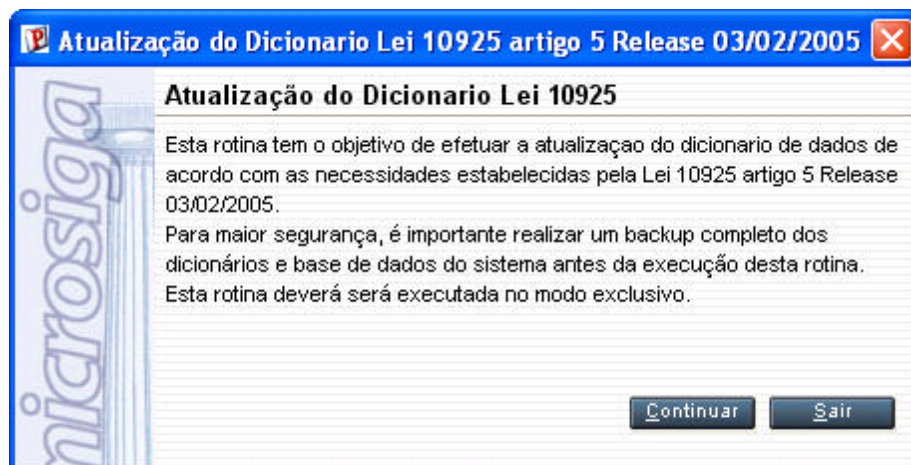 Atualização do Dicionario Lei 10925 artigo 5 Release 03/02/2005
Atualização do Dicionario Lei 10925
Esta rotina tem o objetivo de efetuar a atualizaçao do dicionario de dados de
acordo com as necessidades estabelecidas pela Lei 10925 artigo 5 Release
03/02/2005.
Para maior segurança, é importante realizar um backup completo dos
dicionários e base de dados do sistema antes da execução desta rotina.
Esta rotina deverá será executada no modo exclusivo.
Continuar
Sair
microsiga